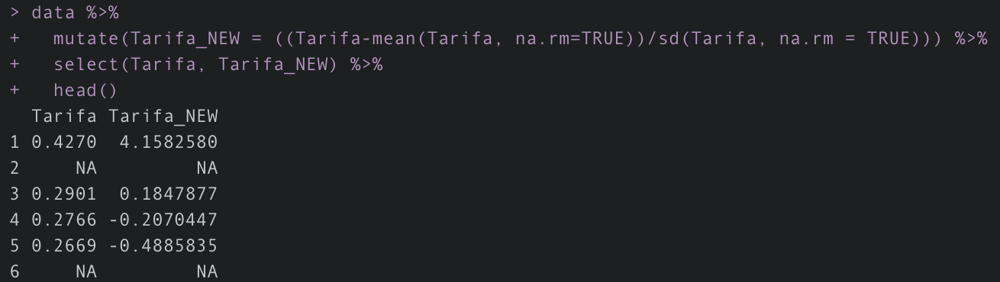 > data %>%
+   mutate(Tarifa_NEW = ((Tarifa-mean(Tarifa, na.rm=TRUE))/sd(Tarifa, na.rm = TRUE))) %>%
+   select(Tarifa, Tarifa_NEW) %>%
+   head()
  Tarifa Tarifa_NEW
1 0.4270  4.1582580
2     NA         NA
3 0.2901  0.1847877
4 0.2766 -0.2070447
5 0.2669 -0.4885835
6     NA         NA